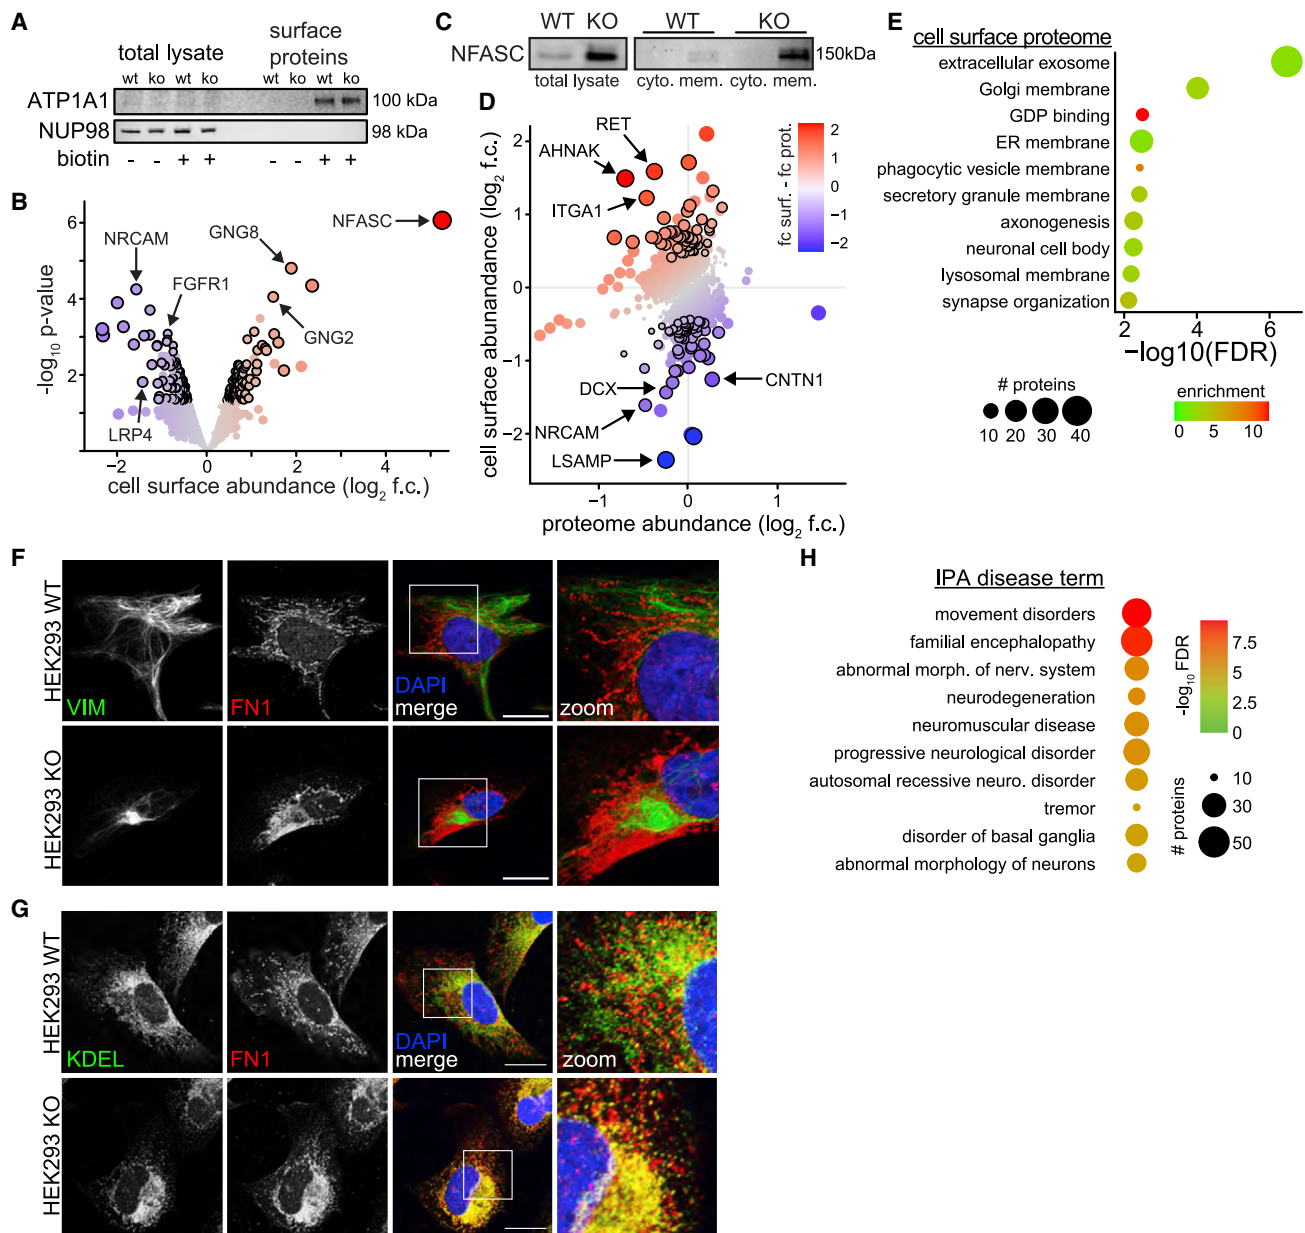 A
total lysate
surface
proteins
wt ko wt ko wt ko wt ko
ATP1A1
100 kDa
NUP98
98 kDa
biotin - - + + - - + +
B
-log10 p-value
6
4
2
NFASC
NRCAM
GNG8
FGFR1
GNG2
LRP4
−2 0 2 4
cell surface abundance (log2 f.c.)
C
WT KO WT KO
NFASC
150kDa
total lysate cyto. mem. cyto. mem.
D
cell surface abunandance (log2 f.c.)
2
1
0
−1
−2
RET
AHNAK
ITGA1
DCX
CNTN1
NRCAM
LSAMP
fc surf. - fc prot.
2
1
0
−1
−2
−1 0 1
proteome abundance (log2 f.c.)
E
cell surface proteome
extracellular exosome
Golgi membrane
GDP binding
ER membrane
phagocytic vesicle membrane
secretory granule membrane
axonogenesis
neuronal cell body
lysosomal membrane
synapse organization
2 4 6
−log10(FDR)
# proteins
10 20 30 40
enrichment
0 5 10
F
HEK293 WT
VIM
FN1
DAPI
merge
zoom
HEK293 KO
G
HEK293 WT
KDEL
FN1
DAPI
merge
zoom
HEK293 KO
H
IPA disease term
movement disorders
familial encephalopathy
abnormal morph. of nerv. system
neurodegeneration
neuromuscular disease
progressive neurological disorder
autosomal recessive neuro. disorder
tremor
disorder of basal ganglia
abnormal morphology of neurons
-log10 FDR
7.5
5
2.5
0
# proteins
10
30
50